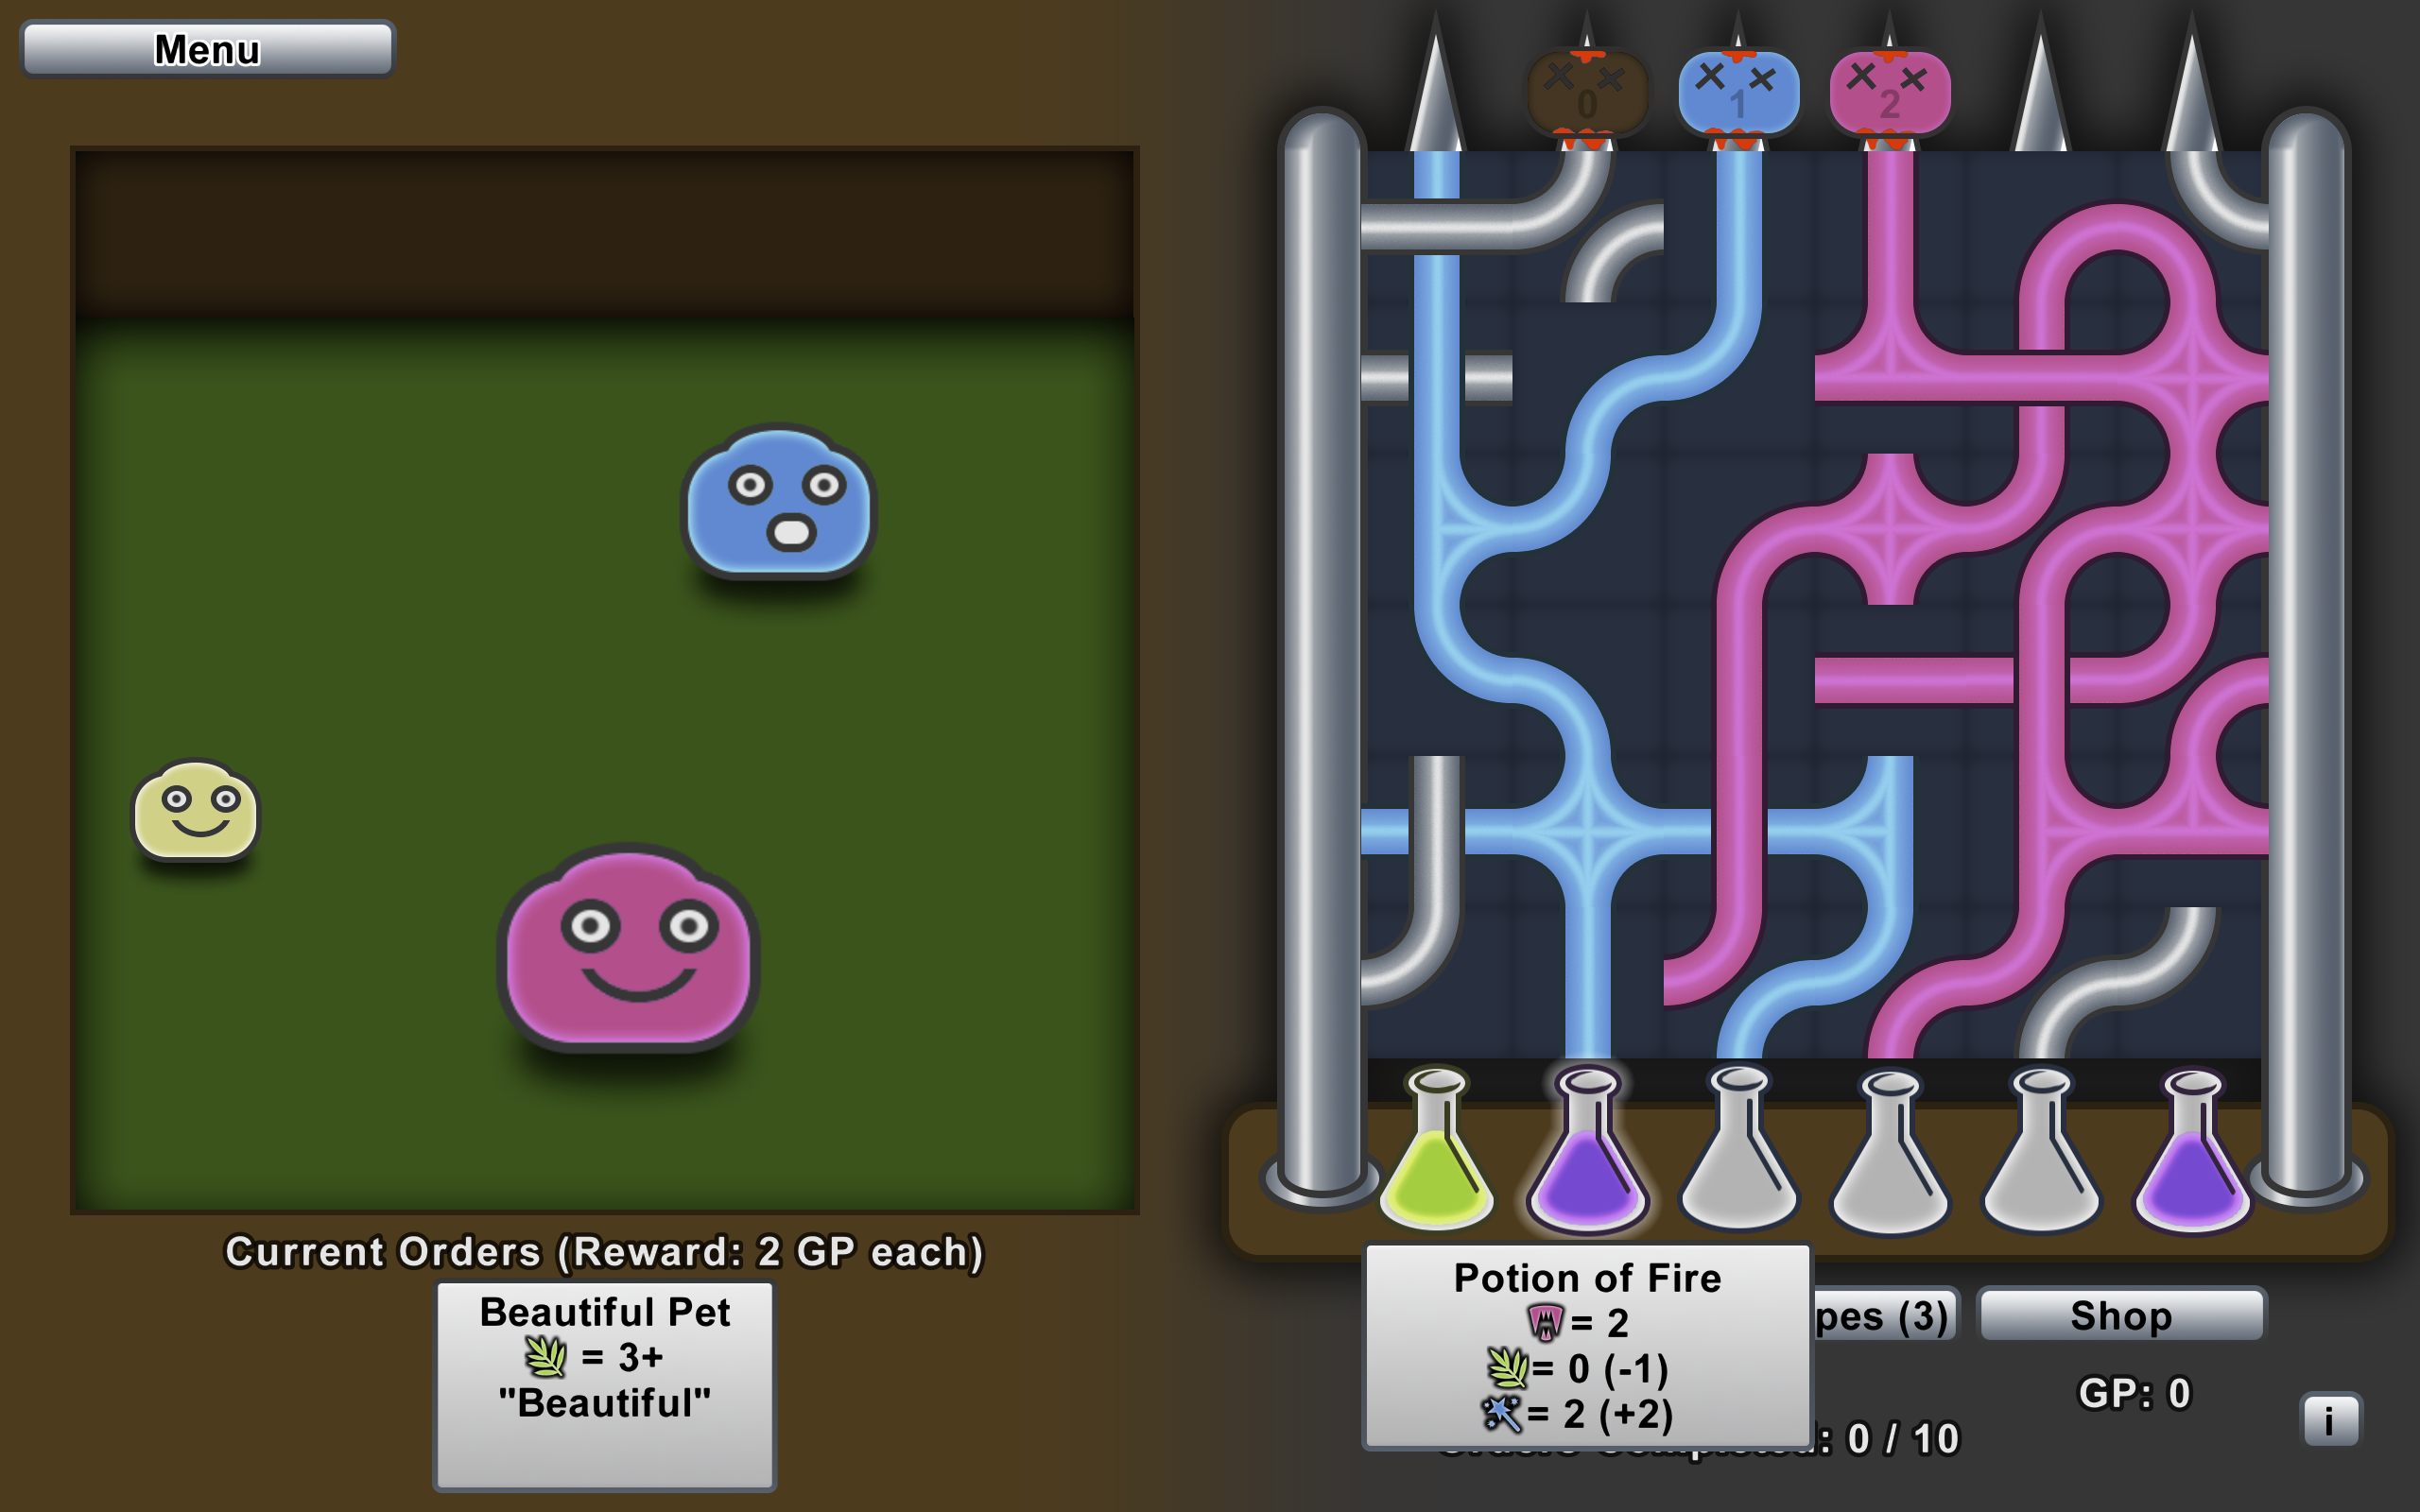 Menu
0
1
2
Current Orders (Reward: 2 GP each)
Beautiful Pet
= 3+
"Beautiful"
Potion of Fire
= 2
= 0 (-1)
= 2 (+2)
pes (3)
Shop
GP: 0
: 0 / 10
i